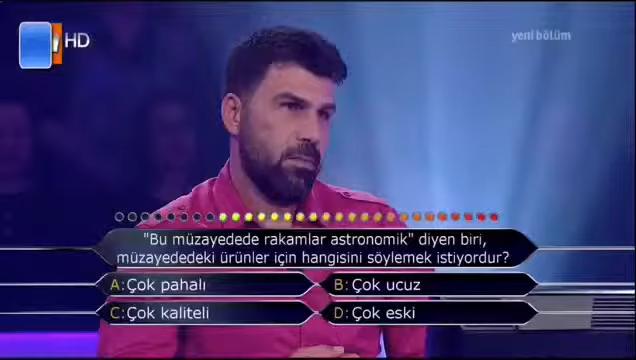 HD
yeni bölüm
"Bu müzayedede rakamlar astronomik" diyen biri,
müzayededeki ürünler için hangisini söylemek istiyordur?
A:Çok pahalı
B:Çok ucuz
C:Çok kaliteli
D:Çok eski